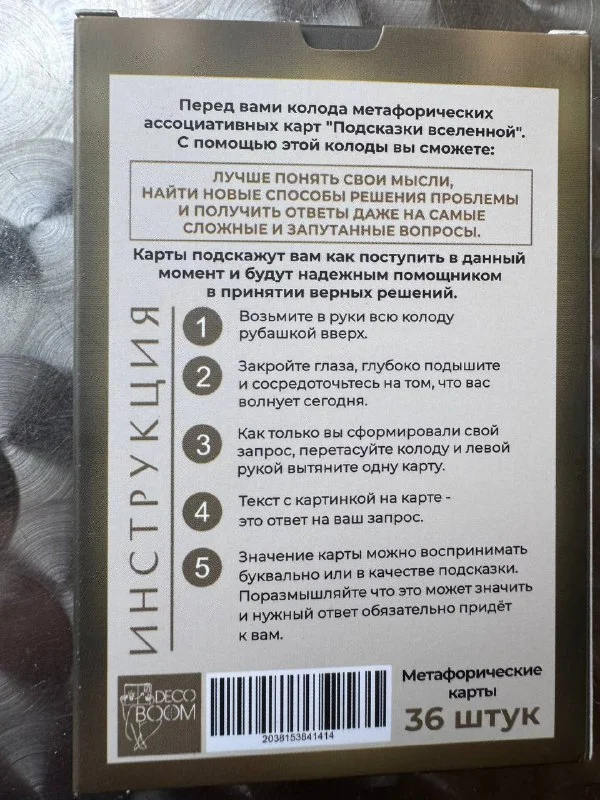 Перед вами колода метафорических
ассоциативных карт "Подсказки вселенной".
С помощью этой колоды вы сможете:
ЛУЧШЕ ПОНЯТЬ СВОИ МЫСЛИ,
НАЙТИ НОВЫЕ СПОСОБЫ РЕШЕНИЯ ПРОБЛЕМЫ
И ПОЛУЧИТЬ ОТВЕТЫ ДАЖЕ НА САМЫЕ
СЛОЖНЫЕ И ЗАПУТАННЫЕ ВОПРОСЫ.
Карты подскажут вам как поступить в данный
момент и будут надежным помощником
в принятии верных решений.
ИНСТРУКЦИЯ
1 Возьмите в руки всю колоду
рубашкой вверх.
2 Закройте глаза, глубоко подышите
и сосредоточьтесь на том, что вас
волнует сегодня.
3 Как только вы сформировали свой
запрос, перетасуйте колоду и левой
рукой вытяните одну карту.
4 Текст с картинкой на карте -
это ответ на ваш запрос.
5 Значение карты можно воспринимать
буквально или в качестве подсказки.
Поразмышляйте что это может значить
и нужный ответ обязательно придёт
к вам.
DECO
BOOM
2038153841414
Метафорические
карты
36 штук